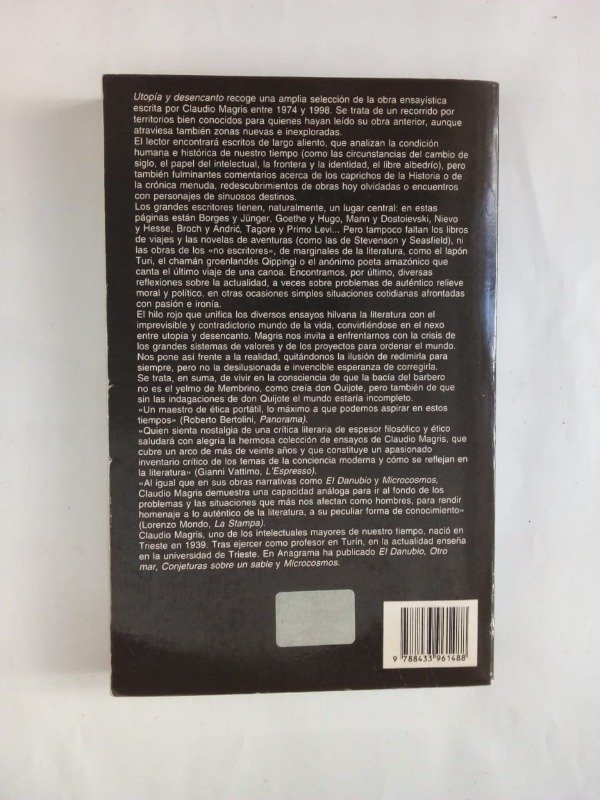 Utopía y desencanto recoge una amplia selección de la obra ensayística
escrita por Claudio Magris entre 1974 y 1998. Se trata de un recorrido por
territorios bien conocidos para quienes hayan leído su obra anterior, aunque
atraviesa también zonas nuevas e inexploradas.
El lector encontrará escritos de largo aliento, que analizan la condición
humana e histórica de nuestro tiempo (como las circunstancias del cambio de
siglo, el papel del intelectual, la frontera y la identidad, el libre albedrío), pero
también fulminantes comentarios acerca de los caprichos de la Historia o de
la crónica menuda, redescubrimientos de obras hoy olvidadas o encuentros
con personajes de sinuosos destinos.
Los grandes escritores tienen, naturalmente, un lugar central: en estas
páginas están Borges y Jünger, Goethe y Hugo, Mann y Dostoievski, Nievo
y Hesse, Broch y Andrić, Tagore y Primo Levi... Pero tampoco faltan los libros
de viajes y las novelas de aventuras (como las de Stevenson y Seasfield), ni
las obras de los «no escritores», de marginales de la literatura, como el lapón
Turi, el chamán groenlandés Qippingi o el anónimo poeta amazónico que
canta el último viaje de una canoa. Encontramos, por último, diversas
reflexiones sobre la actualidad, a veces sobre problemas de auténtico relieve
moral y político, en otras ocasiones simples situaciones cotidianas afrontadas
con pasión e ironía.
El hilo rojo que unifica los diversos ensayos hilvana la literatura con el
imprevisible y contradictorio mundo de la vida, convirtiéndose en el nexo
entre utopía y desencanto. Magris nos invita a enfrentarnos con la crisis de
los grandes sistemas de valores y de los proyectos para ordenar el mundo.
Nos pone así frente a la realidad, quitándonos la ilusión de redimirla para
siempre, pero no la desilusionada e invencible esperanza de corregirla.
Se trata, en suma, de vivir en la consciencia de que la bacía del barbero
no es el yelmo de Membrino, como creía don Quijote, pero también de que
sin las indagaciones de don Quijote el mundo estaría incompleto.
«Un maestro de ética portátil, lo máximo a que podemos aspirar en estos
tiempos» (Roberto Bertolini, Panorama).
«Quien sienta nostalgia de una crítica literaria de espesor filosófico y ético
saludará con alegría la hermosa colección de ensayos de Claudio Magris, que
cubre un arco de más de veinte años y que constituye un apasionado
inventario crítico de los temas de la conciencia moderna y cómo se reflejan en
la literatura» (Gianni Vattimo, L'Espresso).
«Al igual que en sus obras narrativas como El Danubio y Microcosmos,
Claudio Magris demuestra una capacidad análoga para ir al fondo de los
problemas y las situaciones que más nos afectan como hombres, para rendir
homenaje a lo auténtico de la literatura, a su peculiar forma de conocimiento»
(Lorenzo Mondo, La Stampa).
Claudio Magris, uno de los intelectuales mayores de nuestro tiempo, nació en
Trieste en 1939. Tras ejercer como profesor en Turín, en la actualidad enseña
en la universidad de Trieste. En Anagrama ha publicado El Danubio, Otro
mar, Conjeturas sobre un sable y Microcosmos.
9 788433 961488